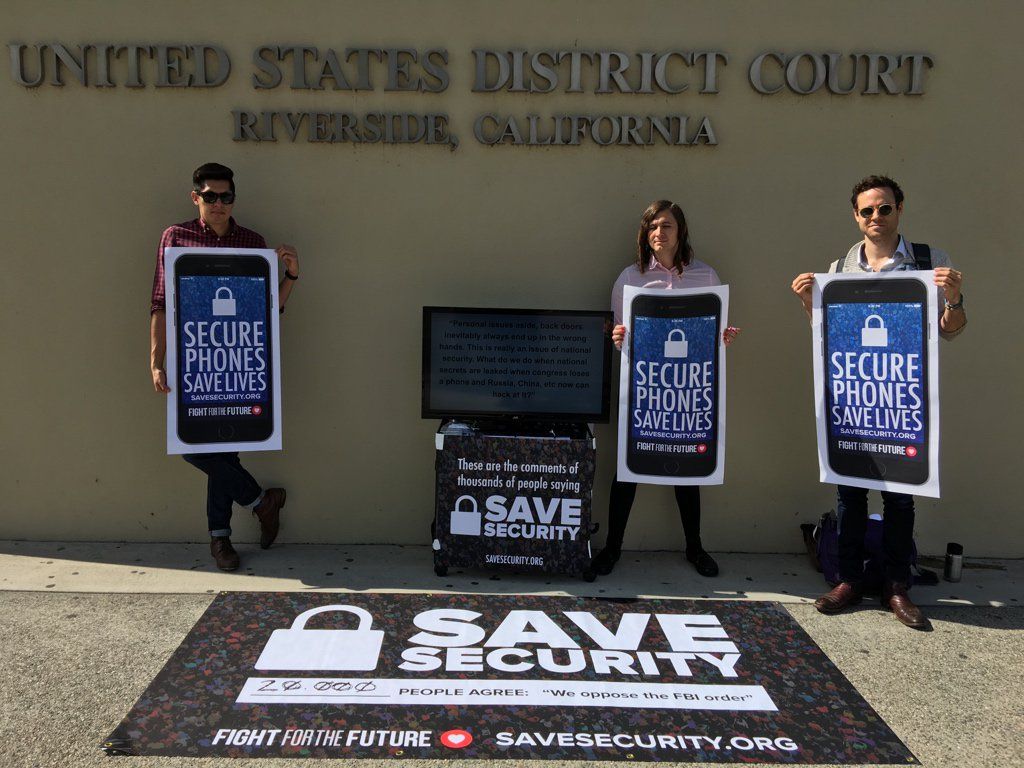 UNITED STATES DISTRICT COURT
RIVERSIDE, CALIFORNIA
SECURE
PHONES
SAVE LIVES
SAVESECURITY.ORG
FIGHT FOR THE FUTURE
"Personal issues aside, back doors
inevitably always end up in the wrong
hands. This is really an issue of national
security. What do we do when national
secrets are leaked when congress loses
a phone and Russia, China, etc now can
hack at it?"
These are the comments of
thousands of people saying
SAVE
SECURITY
SAVESECURITY.ORG
SECURE
PHONES
SAVE LIVES
SAVESECURITY.ORG
FIGHT FOR THE FUTURE
SECURE
PHONES
SAVE LIVES
SAVESECURITY.ORG
FIGHT FOR THE FUTURE
SAVE
SECURITY
20.000 PEOPLE AGREE: "We oppose the FBI order"
FIGHT FOR THE FUTURE SAVESECURITY.ORG